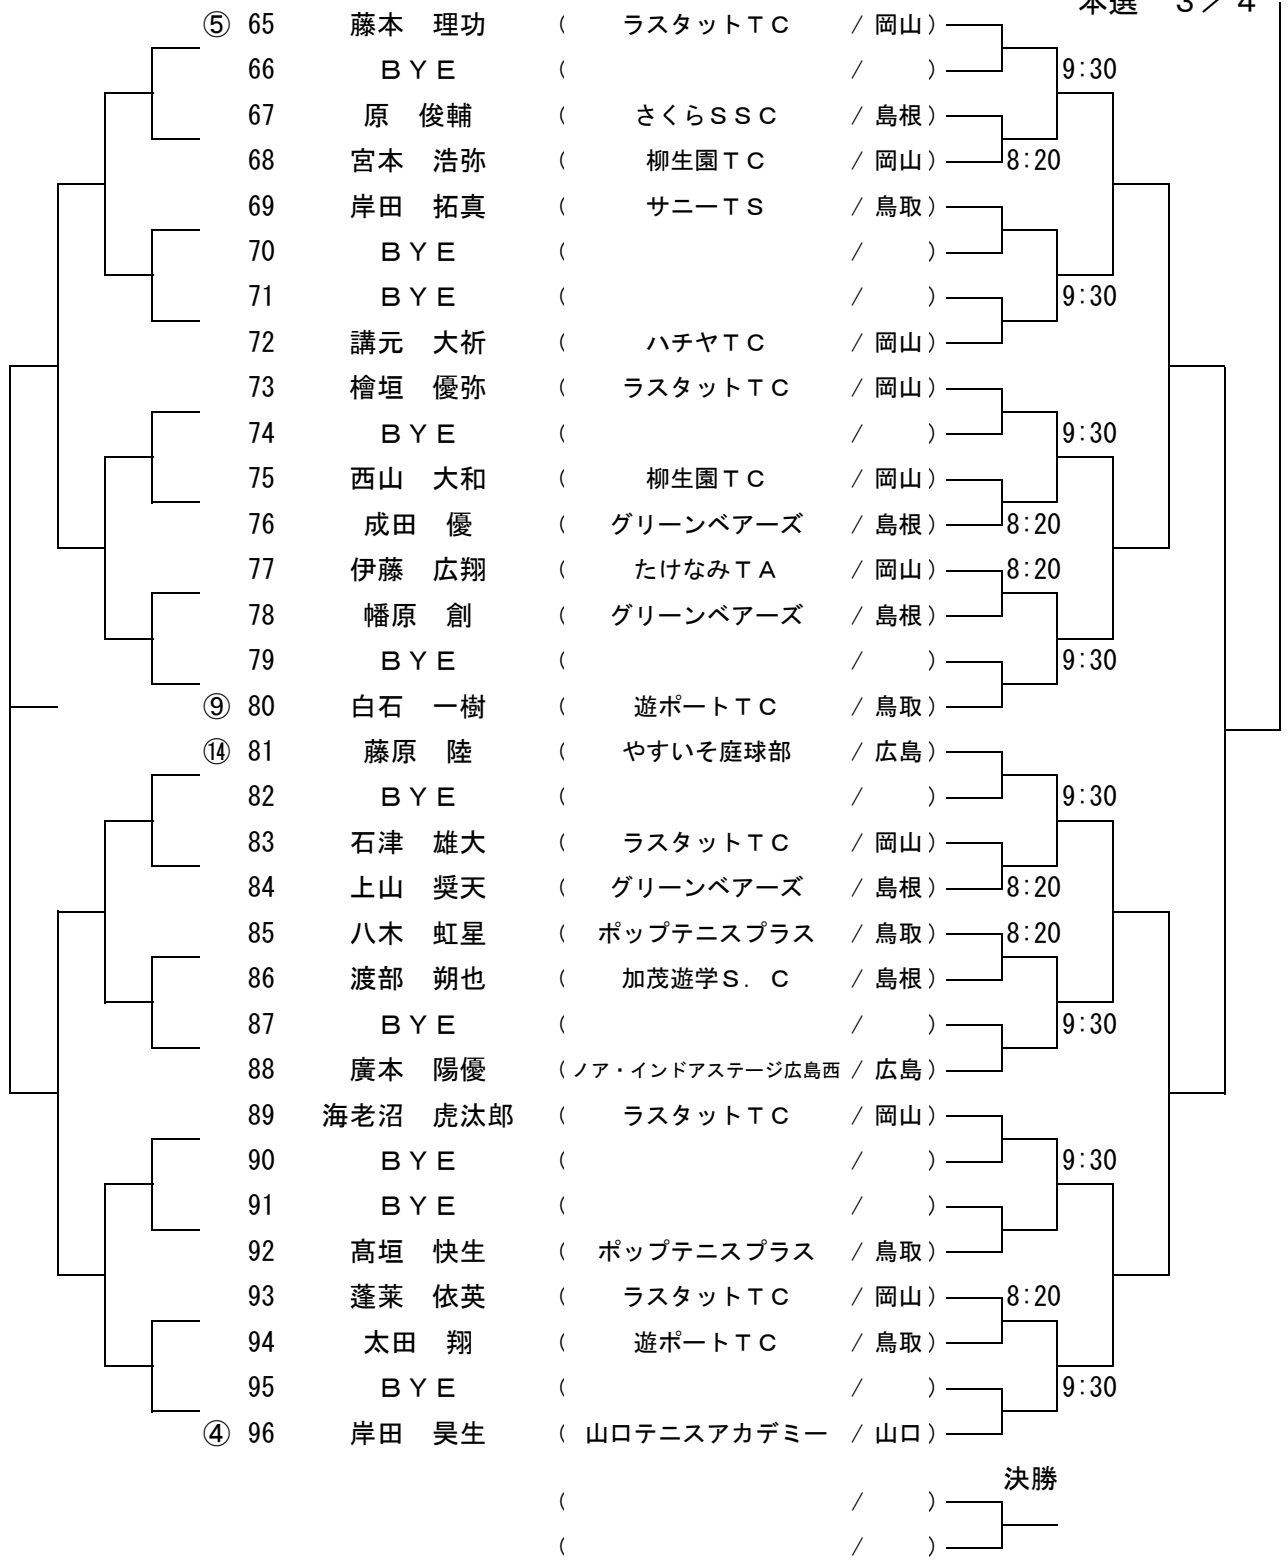 本選　３／４
⑤ 65 藤本　理功 ( ラスタットＴＣ / 岡山 )
66 ＢＹＥ ( / ) 9:30
67 原　俊輔 ( さくらＳＳＣ / 島根 )
68 宮本　浩弥 ( 柳生園ＴＣ / 岡山 ) 8:20
69 岸田　拓真 ( サニーＴＳ / 鳥取 )
70 ＢＹＥ ( / )
71 ＢＹＥ ( / ) 9:30
72 講元　大祈 ( ハチヤＴＣ / 岡山 )
73 檜垣　優弥 ( ラスタットＴＣ / 岡山 )
74 ＢＹＥ ( / ) 9:30
75 西山　大和 ( 柳生園ＴＣ / 岡山 )
76 成田　優 ( グリーンベアーズ / 島根 ) 8:20
77 伊藤　広翔 ( たけなみＴＡ / 岡山 ) 8:20
78 幡原　創 ( グリーンベアーズ / 島根 )
79 ＢＹＥ ( / ) 9:30
⑨ 80 白石　一樹 ( 遊ポートＴＣ / 鳥取 )
⑭ 81 藤原　陸 ( やすいそ庭球部 / 広島 )
82 ＢＹＥ ( / ) 9:30
83 石津　雄大 ( ラスタットＴＣ / 岡山 )
84 上山　奨天 ( グリーンベアーズ / 島根 ) 8:20
85 八木　虹星 ( ポップテニスプラス / 鳥取 ) 8:20
86 渡部　朔也 ( 加茂遊学Ｓ．Ｃ / 島根 )
87 ＢＹＥ ( / ) 9:30
88 廣本　陽優 ( ノア・インドアステージ広島西 / 広島 )
89 海老沼　虎汰郎 ( ラスタットＴＣ / 岡山 )
90 ＢＹＥ ( / ) 9:30
91 ＢＹＥ ( / )
92 髙垣　快生 ( ポップテニスプラス / 鳥取 )
93 蓬莱　依英 ( ラスタットＴＣ / 岡山 ) 8:20
94 太田　翔 ( 遊ポートＴＣ / 鳥取 )
95 ＢＹＥ ( / ) 9:30
④ 96 岸田　昊生 ( 山口テニスアカデミー / 山口 )
決勝
( / )
( / )